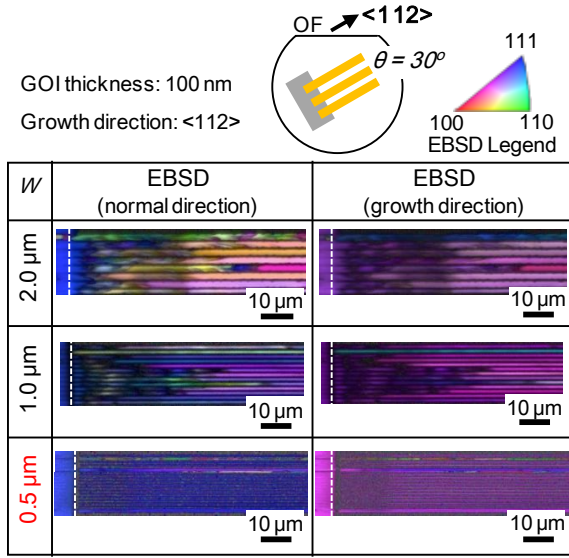 OF <112>
θ = 30º
GOI thickness: 100 nm
Growth direction: <112>
111
100 110
EBSD Legend
W EBSD (normal direction) EBSD (growth direction)
2.0 µm
10 µm 10 µm
1.0 µm
10 µm 10 µm
0.5 µm
10 µm 10 µm